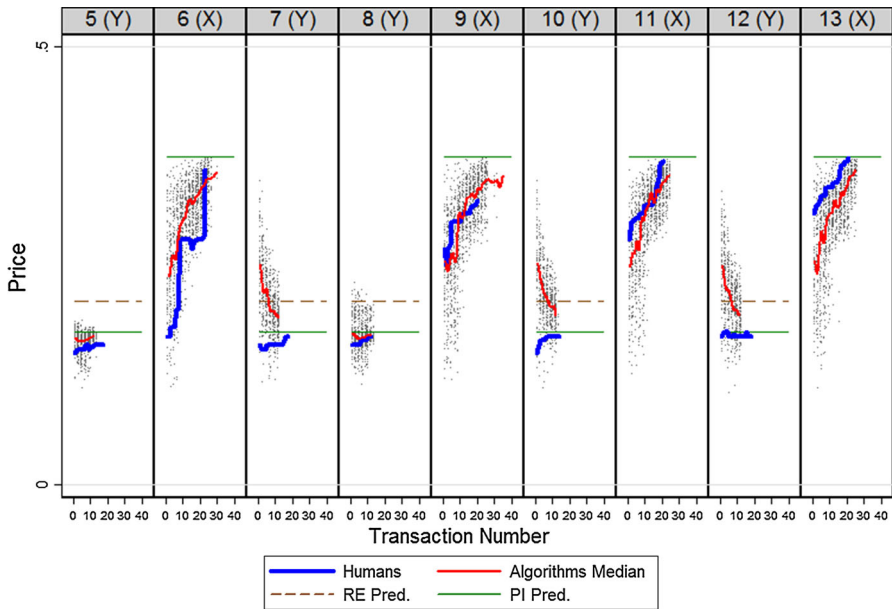 5 (Y) 6 (X) 7 (Y) 8 (Y) 9 (X) 10 (Y) 11 (X) 12 (Y) 13 (X)
.5
Price
0
0 10 20 30 40 0 10 20 30 40 0 10 20 30 40 0 10 20 30 40 0 10 20 30 40 0 10 20 30 40 0 10 20 30 40 0 10 20 30 40 0 10 20 30 40
Transaction Number
Humans Algorithms Median
RE Pred. PI Pred.